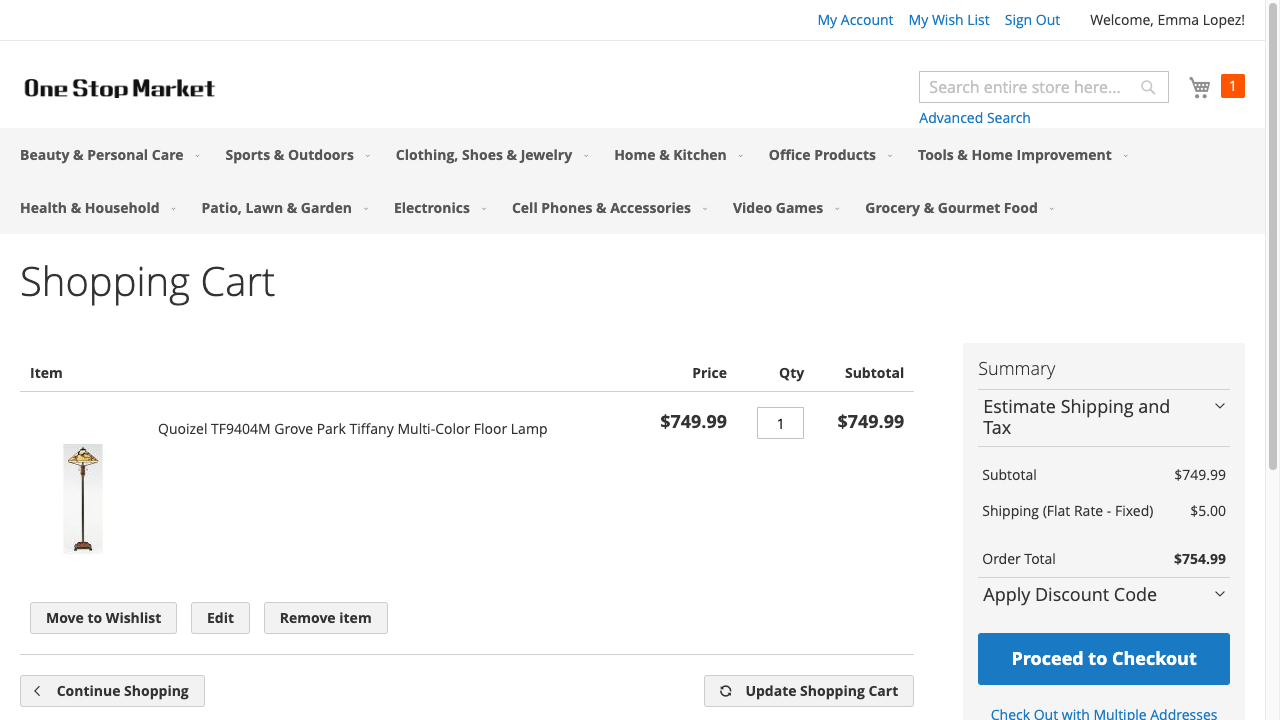 My Account My Wish List Sign Out Welcome, Emma Lopez!
One Stop Market
Search entire store here...
1
Advanced Search
Beauty & Personal Care Sports & Outdoors Clothing, Shoes & Jewelry Home & Kitchen Office Products Tools & Home Improvement
Health & Household Patio, Lawn & Garden Electronics Cell Phones & Accessories Video Games Grocery & Gourmet Food
Shopping Cart
Item Price Qty Subtotal
Quoizel TF9404M Grove Park Tiffany Multi-Color Floor Lamp $749.99 1 $749.99
Move to Wishlist Edit Remove item
Continue Shopping Update Shopping Cart
Summary
Estimate Shipping and
Tax
Subtotal $749.99
Shipping (Flat Rate - Fixed) $5.00
Order Total $754.99
Apply Discount Code
Proceed to Checkout
Check Out with Multiple Addresses